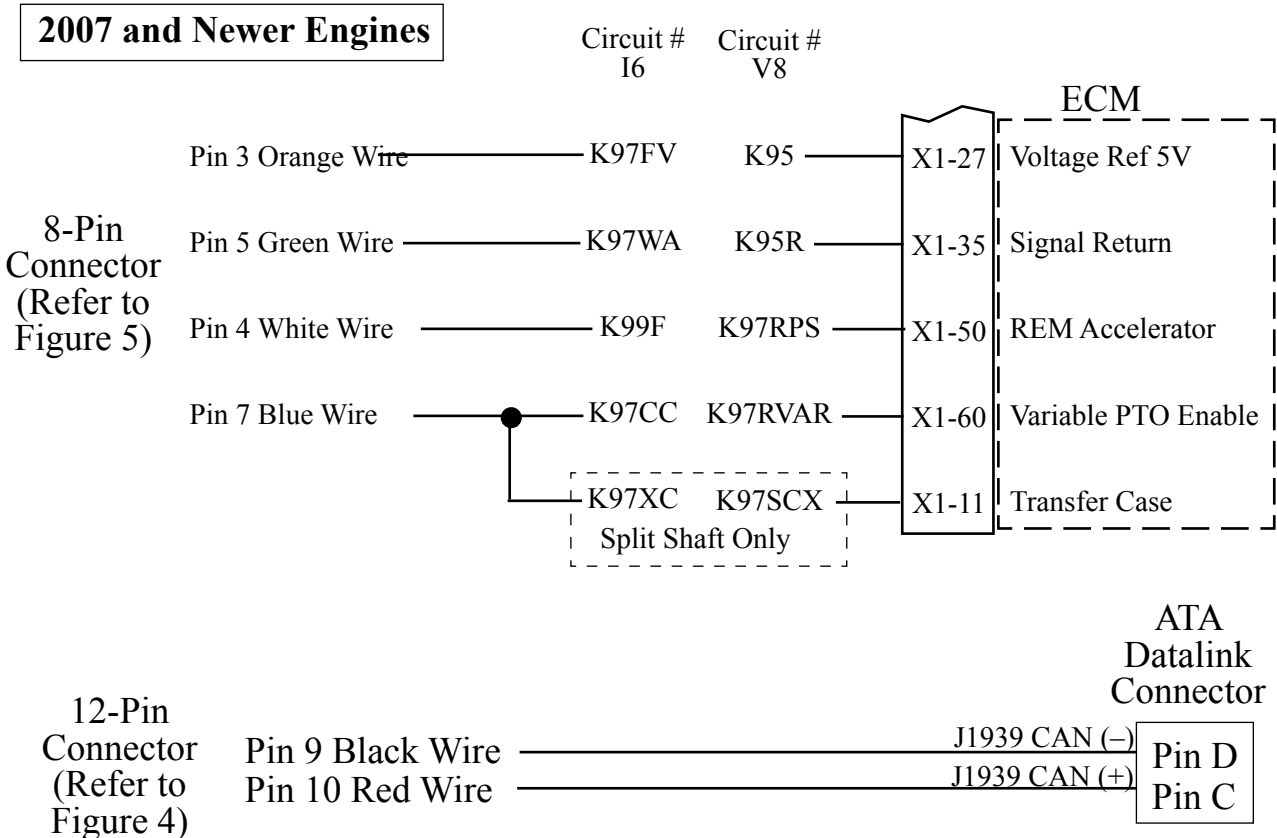 2007 and Newer Engines
Circuit #
I6
Circuit #
V8
ECM
8-Pin
Connector
(Refer to
Figure 5)
Pin 3 Orange Wire K97FV K95 X1-27 Voltage Ref 5V
Pin 5 Green Wire K97WA K95R X1-35 Signal Return
Pin 4 White Wire K99F K97RPS X1-50 REM Accelerator
Pin 7 Blue Wire K97CC K97RVAR X1-60 Variable PTO Enable
K97XC K97SCX X1-11 Transfer Case
Split Shaft Only
ATA
Datalink
Connector
12-Pin
Connector
(Refer to
Figure 4)
Pin 9 Black Wire J1939 CAN (–) Pin D
Pin 10 Red Wire J1939 CAN (+) Pin C